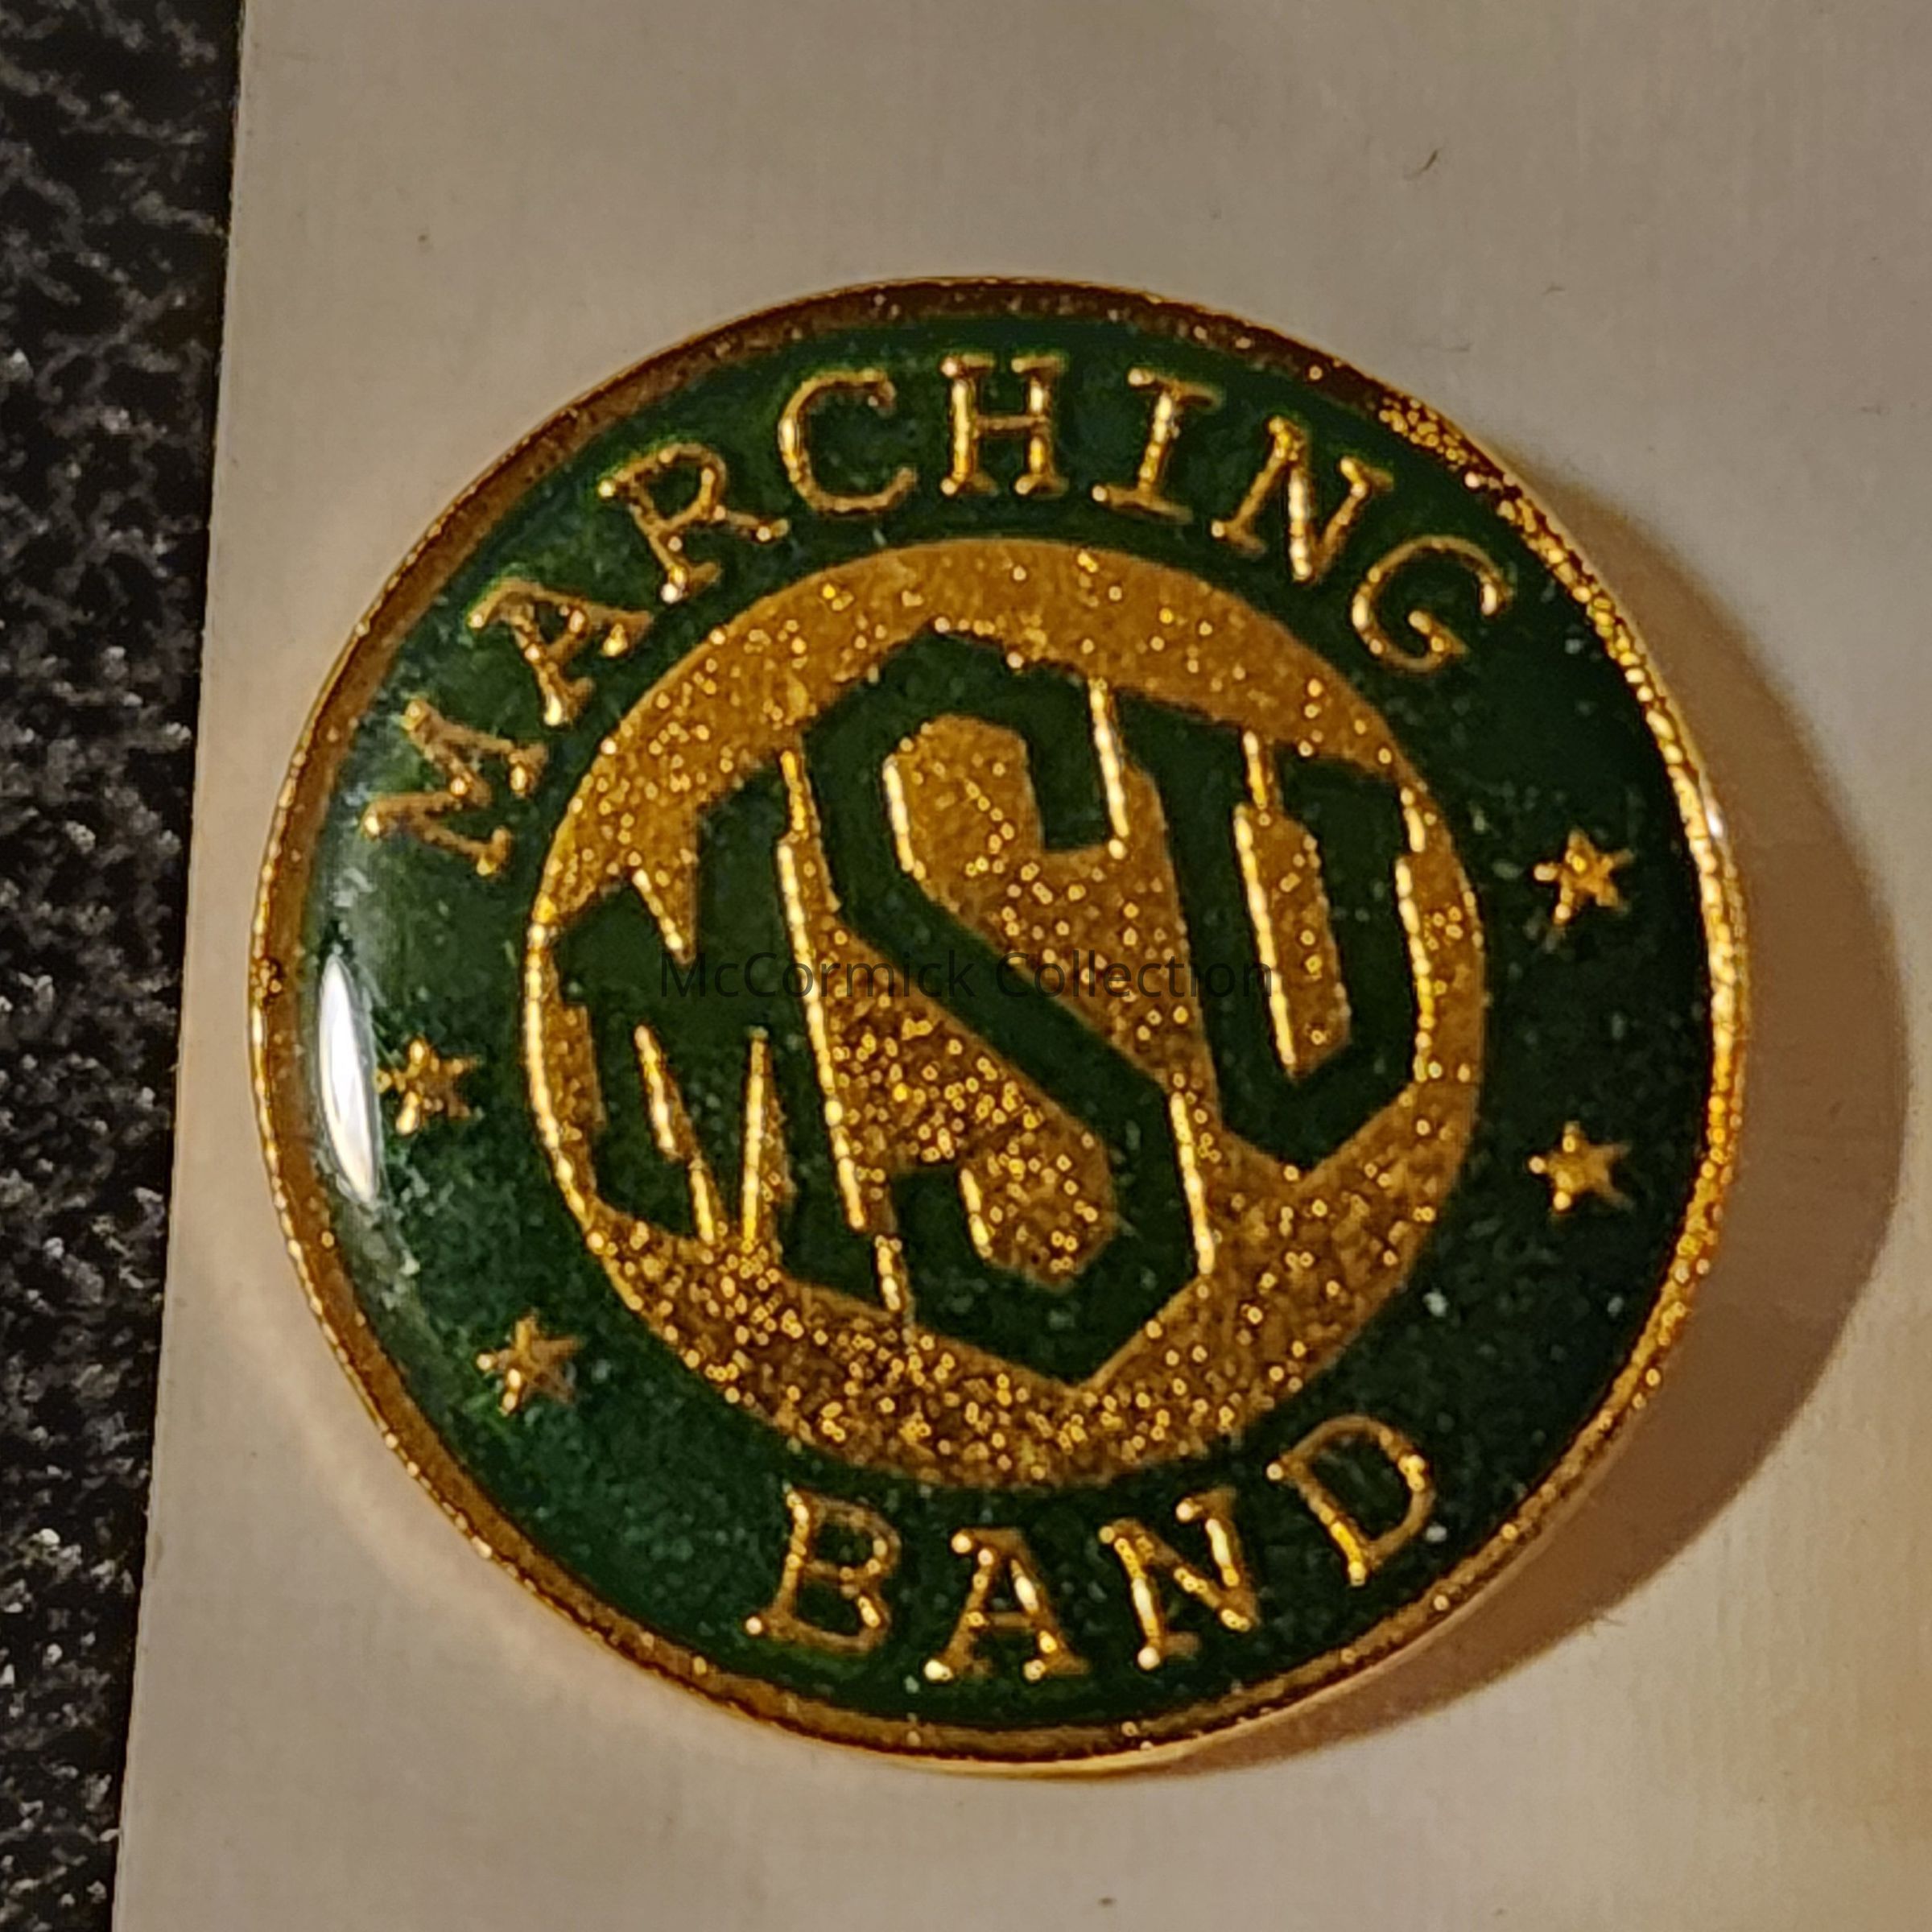 MARCHING
MSU
McCormick Collection
BAND